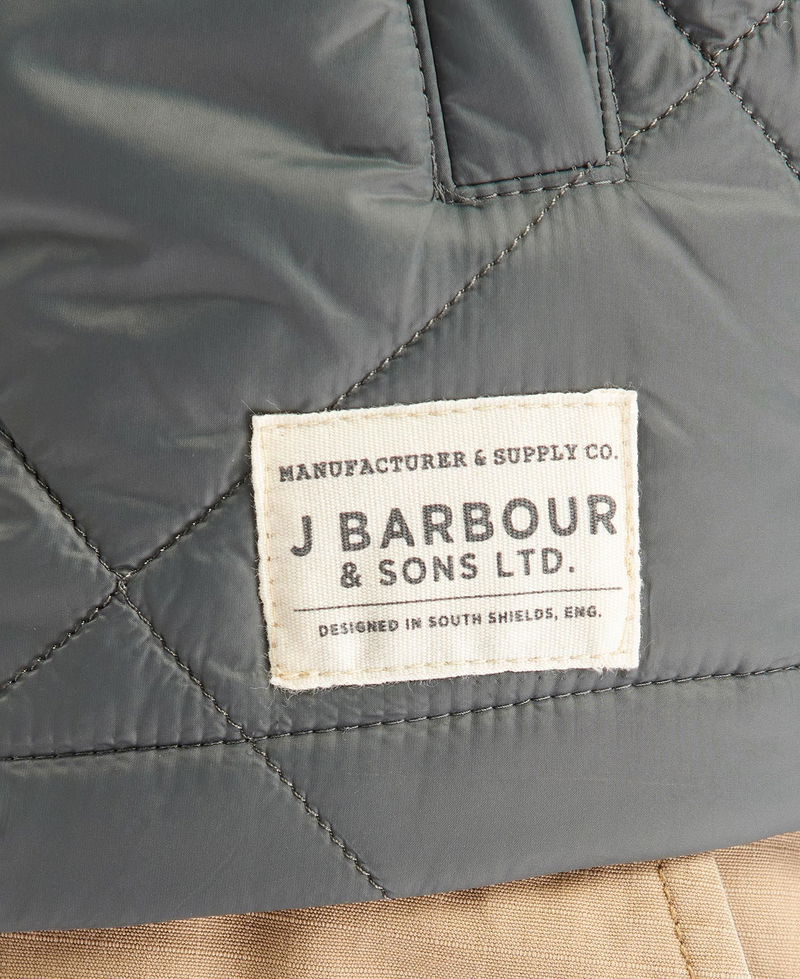 MANUFACTURER & SUPPLY CO.
J BARBOUR
& SONS LTD.
DESIGNED IN SOUTH SHIELDS, ENG.